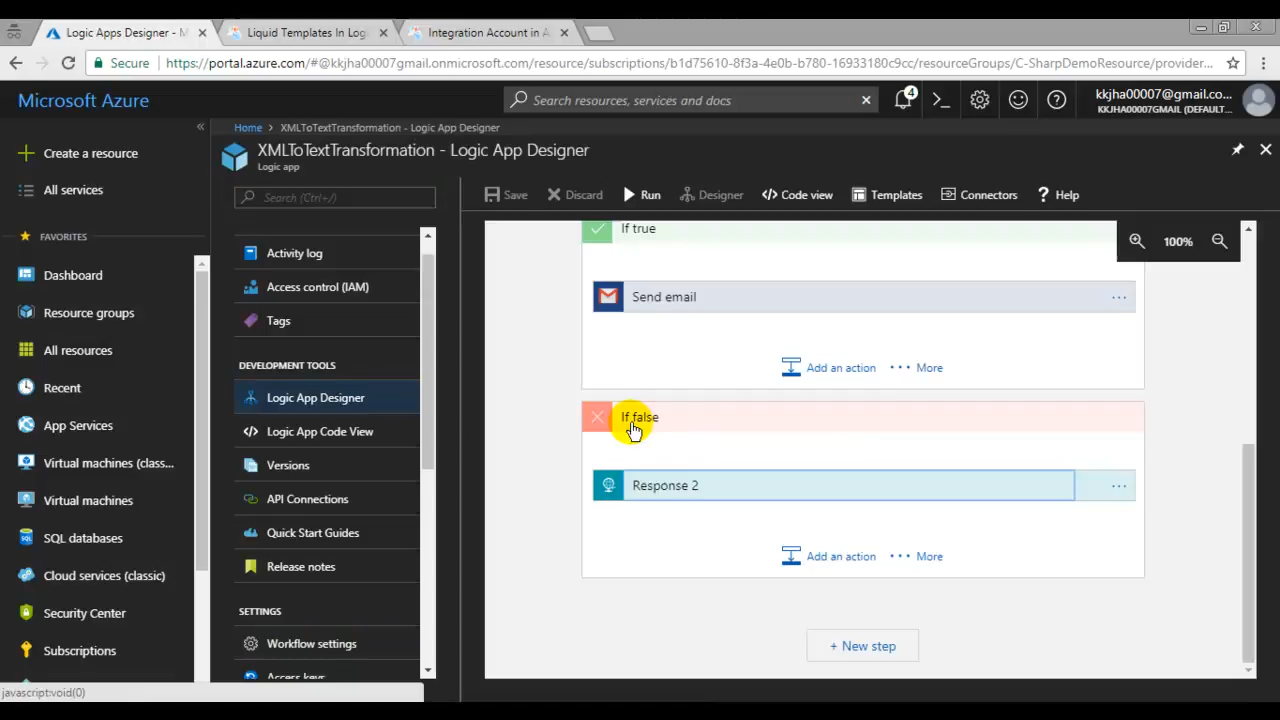 Logic Apps Designer - M
Liquid Templates In Logi
Integration Account in A
Secure
https://portal.azure.com/#@kkjha00007gmail.onmicrosoft.com/resource/subscriptions/b1d75610-8f3a-4e0b-b780-16933180c9cc/resourceGroups/C-SharpDemoResource/provider...
Microsoft Azure
Search resources, services and docs
4
kkjha00007@gmail.co...
KKJHA00007GMAIL (DEFAULT...
Home > XMLToTextTransformation - Logic App Designer
XMLToTextTransformation - Logic App Designer
Logic app
Create a resource
All services
FAVORITES
Dashboard
Resource groups
All resources
Recent
App Services
Virtual machines (class...
Virtual machines
SQL databases
Cloud services (classic)
Security Center
Subscriptions
javascript:void(0)
Search (Ctrl+/)
Activity log
Access control (IAM)
Tags
DEVELOPMENT TOOLS
Logic App Designer
Logic App Code View
Versions
API Connections
Quick Start Guides
Release notes
SETTINGS
Workflow settings
Access keys
Save
Discard
Run
Designer
Code view
Templates
Connectors
Help
100%
If true
Send email
Add an action
More
If false
Response 2
Add an action
More
+ New step